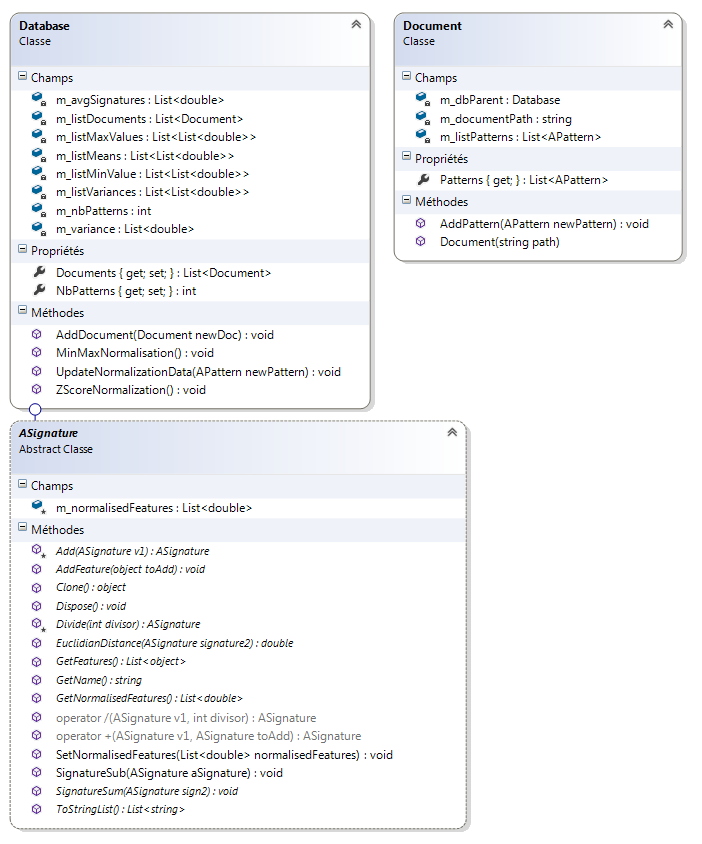 Database
Classe
Champs
m_avgSignatures : List<double>
m_listDocuments : List<Document>
m_listMaxValues : List<List<double>>
m_listMeans : List<List<double>>
m_listMinValue : List<List<double>>
m_listVariances : List<List<double>>
m_nbPatterns : int
m_variance : List<double>
Propriétés
Documents { get; set; } : List<Document>
NbPatterns { get; set; } : int
Méthodes
AddDocument(Document newDoc) : void
MinMaxNormalisation() : void
UpdateNormalizationData(APattern newPattern) : void
ZScoreNormalization() : void
Document
Classe
Champs
m_dbParent : Database
m_documentPath : string
m_listPatterns : List<APattern>
Propriétés
Patterns { get; } : List<APattern>
Méthodes
AddPattern(APattern newPattern) : void
Document(string path)
ASignature
Abstract Classe
Champs
m_normalisedFeatures : List<double>
Méthodes
Add(ASignature v1) : ASignature
AddFeature(object toAdd) : void
Clone() : object
Dispose() : void
Divide(int divisor) : ASignature
EuclidianDistance(ASignature signature2) : double
GetFeatures() : List<object>
GetName() : string
GetNormalisedFeatures() : List<double>
operator /(ASignature v1, int divisor) : ASignature
operator +(ASignature v1, ASignature toAdd) : ASignature
SetNormalisedFeatures(List<double> normalisedFeatures) : void
SignatureSub(ASignature aSignature) : void
SignatureSum(ASignature sign2) : void
ToStringList() : List<string>